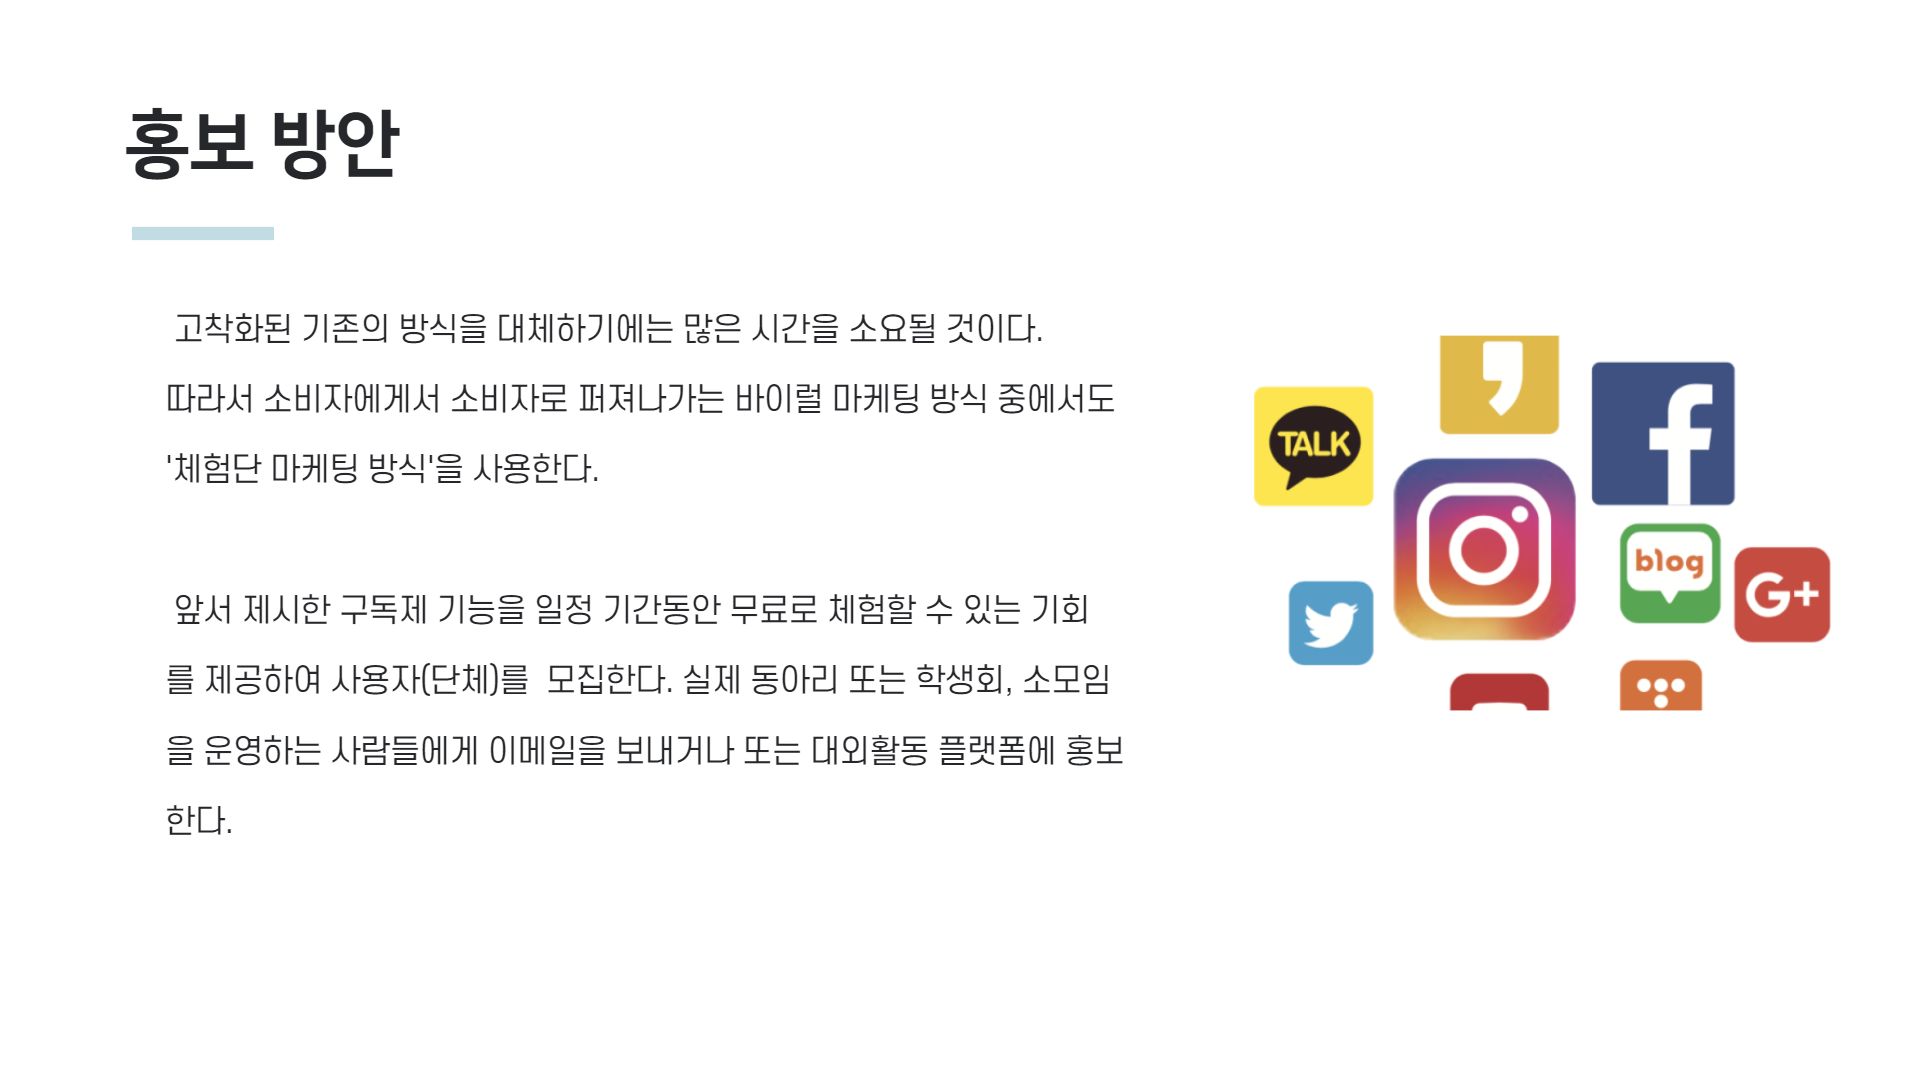 홍보 방안
고착화된 기존의 방식을 대체하기에는 많은 시간을 소요될 것이다.
따라서 소비자에게서 소비자로 퍼져나가는 바이럴 마케팅 방식 중에서도
'체험단 마케팅 방식'을 사용한다.
앞서 제시한 구독제 기능을 일정 기간동안 무료로 체험할 수 있는 기회
를 제공하여 사용자(단체)를  모집한다. 실제 동아리 또는 학생회, 소모임
을 운영하는 사람들에게 이메일을 보내거나 또는 대외활동 플랫폼에 홍보
한다.
TALK
blog
G+